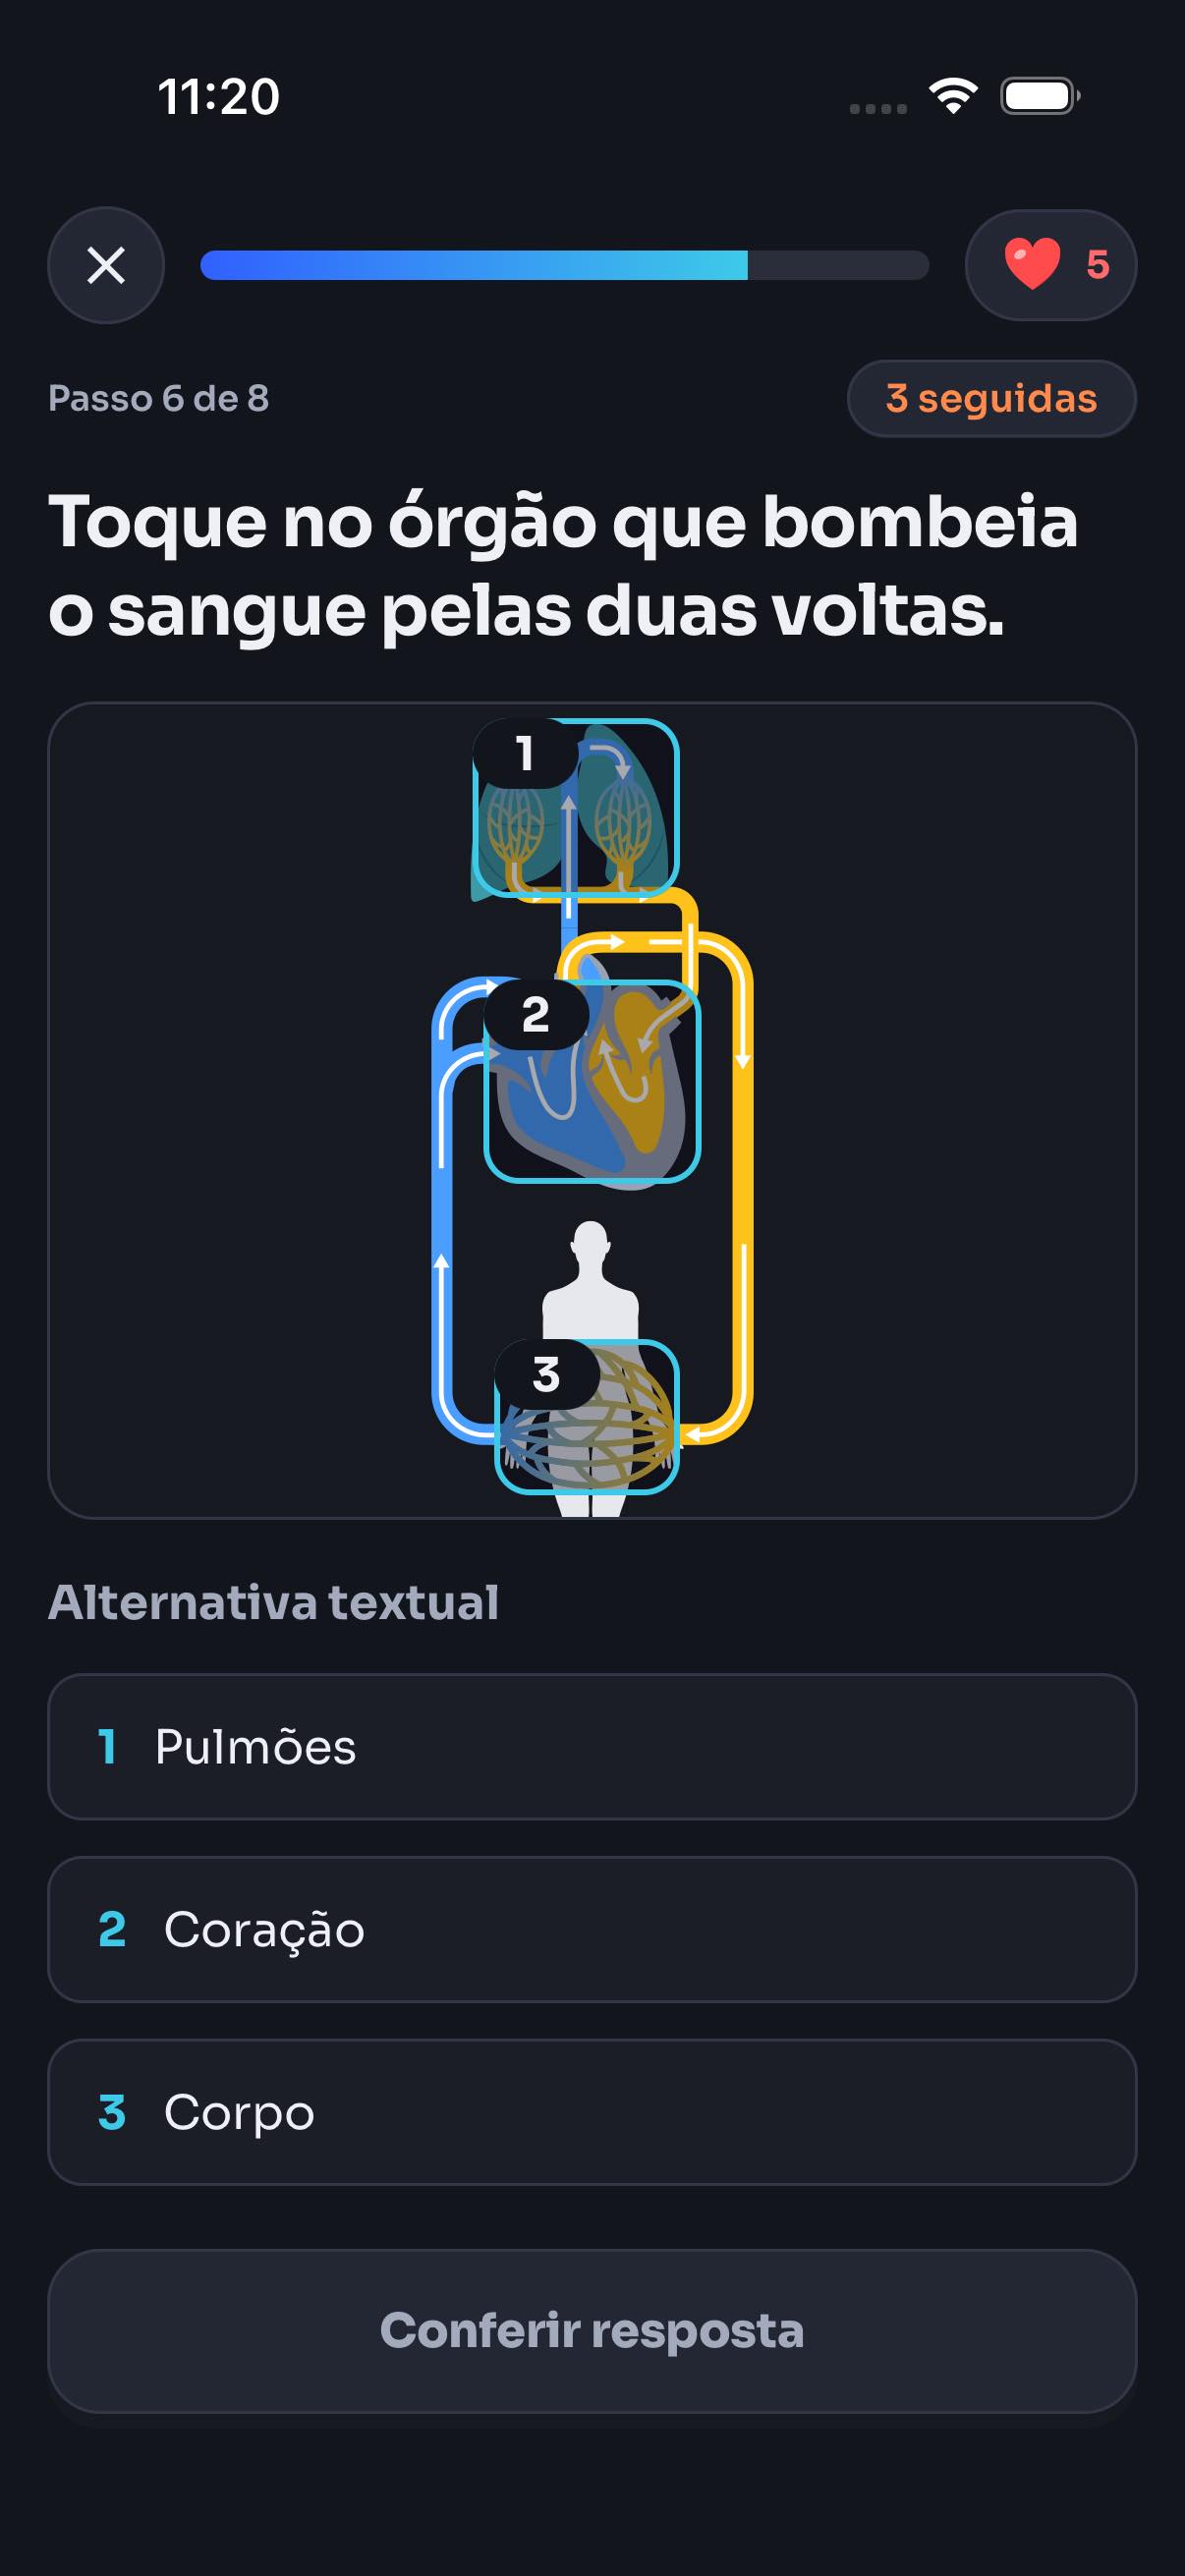 11:20
5
Passo 6 de 8
3 seguidas
Toque no órgão que bombeia
o sangue pelas duas voltas.
1
2
3
Alternativa textual
1 Pulmões
2 Coração
3 Corpo
Conferir resposta